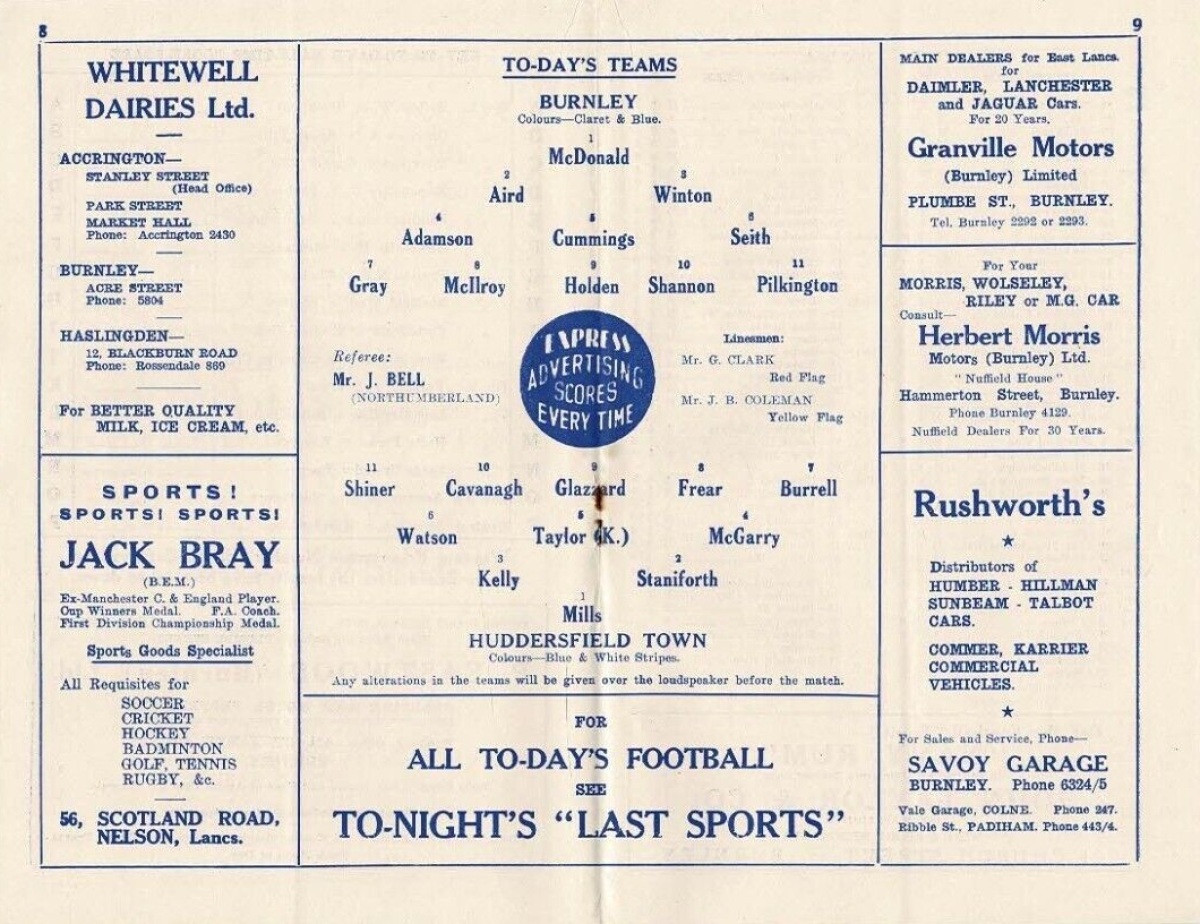 8
9
WHITEWELL
DAIRIES Ltd.
ACCRINGTON—
STANLEY STREET
(Head Office)
PARK STREET
MARKET HALL
Phone: Accrington 2430
BURNLEY—
ACRE STREET
Phone: 5804
HASLINGDEN—
12, BLACKBURN ROAD
Phone: Rossendale 869
For BETTER QUALITY
MILK, ICE CREAM, etc.
SPORTS!
SPORTS! SPORTS!
JACK BRAY
(B.E.M.)
Ex-Manchester C. & England Player.
Cup Winners Medal. F.A. Coach.
First Division Championship Medal.
Sports Goods Specialist
All Requisites for
SOCCER
CRICKET
HOCKEY
BADMINTON
GOLF, TENNIS
RUGBY, &c.
56, SCOTLAND ROAD,
NELSON, Lancs.
TO-DAY'S TEAMS
BURNLEY
Colours—Claret & Blue.
1
McDonald
2 3
Aird Winton
4 5 6
Adamson Cummings Seith
7 8 9 10 11
Gray McIlroy Holden Shannon Pilkington
Referee:
Mr. J. BELL
(NORTHUMBERLAND)
EXPRESS
ADVERTISING
SCORES
EVERY TIME
Linesmen:
Mr. G. CLARK
Red Flag
Mr. J. B. COLEMAN
Yellow Flag
11 10 9 8 7
Shiner Cavanagh Glazzard Frear Burrell
6 5 4
Watson Taylor (K.) McGarry
3 2
Kelly Staniforth
1
Mills
HUDDERSFIELD TOWN
Colours—Blue & White Stripes.
Any alterations in the teams will be given over the loudspeaker before the match.
FOR
ALL TO-DAY'S FOOTBALL
SEE
TO-NIGHT'S "LAST SPORTS"
MAIN DEALERS for East Lancs.
for
DAIMLER, LANCHESTER
and JAGUAR Cars.
For 20 Years.
Granville Motors
(Burnley) Limited
PLUMBE ST., BURNLEY.
Tel. Burnley 2292 or 2293.
For Your
MORRIS, WOLSELEY,
RILEY or M.G. CAR
Consult—
Herbert Morris
Motors (Burnley) Ltd.
"Nuffield House"
Hammerton Street, Burnley.
Phone Burnley 4129.
Nuffield Dealers For 30 Years.
Rushworth's
Distributors of
HUMBER - HILLMAN
SUNBEAM - TALBOT
CARS.
COMMER, KARRIER
COMMERCIAL
VEHICLES.
For Sales and Service, Phone—
SAVOY GARAGE
BURNLEY. Phone 6324/5
Vale Garage, COLNE. Phone 247.
Ribble St., PADIHAM. Phone 443/4.